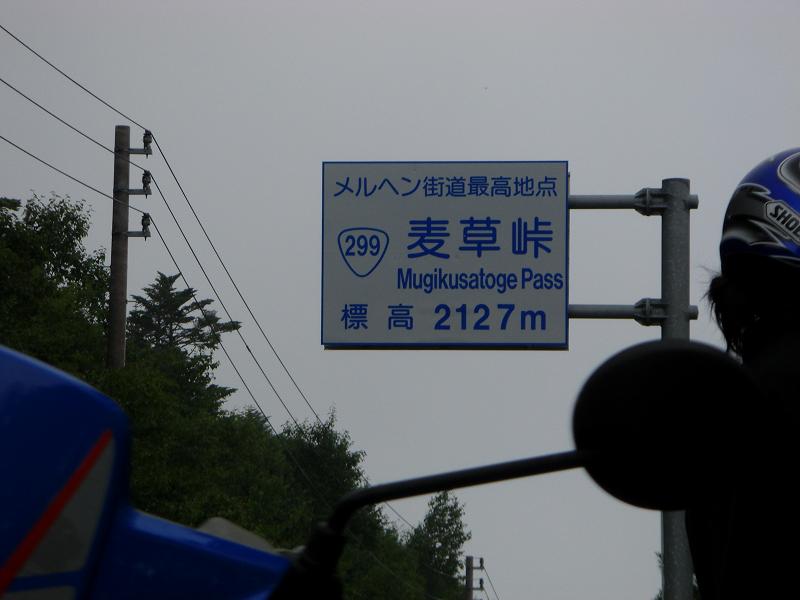 メルヘン街道最高地点
299
麦草峠
Mugikusatoge Pass
標高 2127m
SHOEI